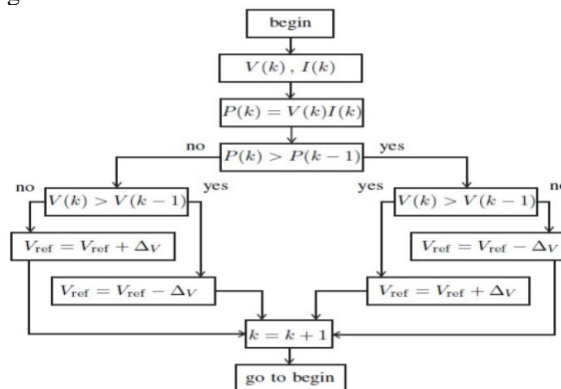 begin
V(k) , I(k)
P(k) = V(k)I(k)
no
P(k) > P(k − 1)
yes
no
V(k) > V(k − 1)
yes
yes
V(k) > V(k − 1)
V_ref = V_ref + Δ_V
V_ref = V_ref − Δ_V
V_ref = V_ref − Δ_V
V_ref = V_ref + Δ_V
k = k + 1
go to begin